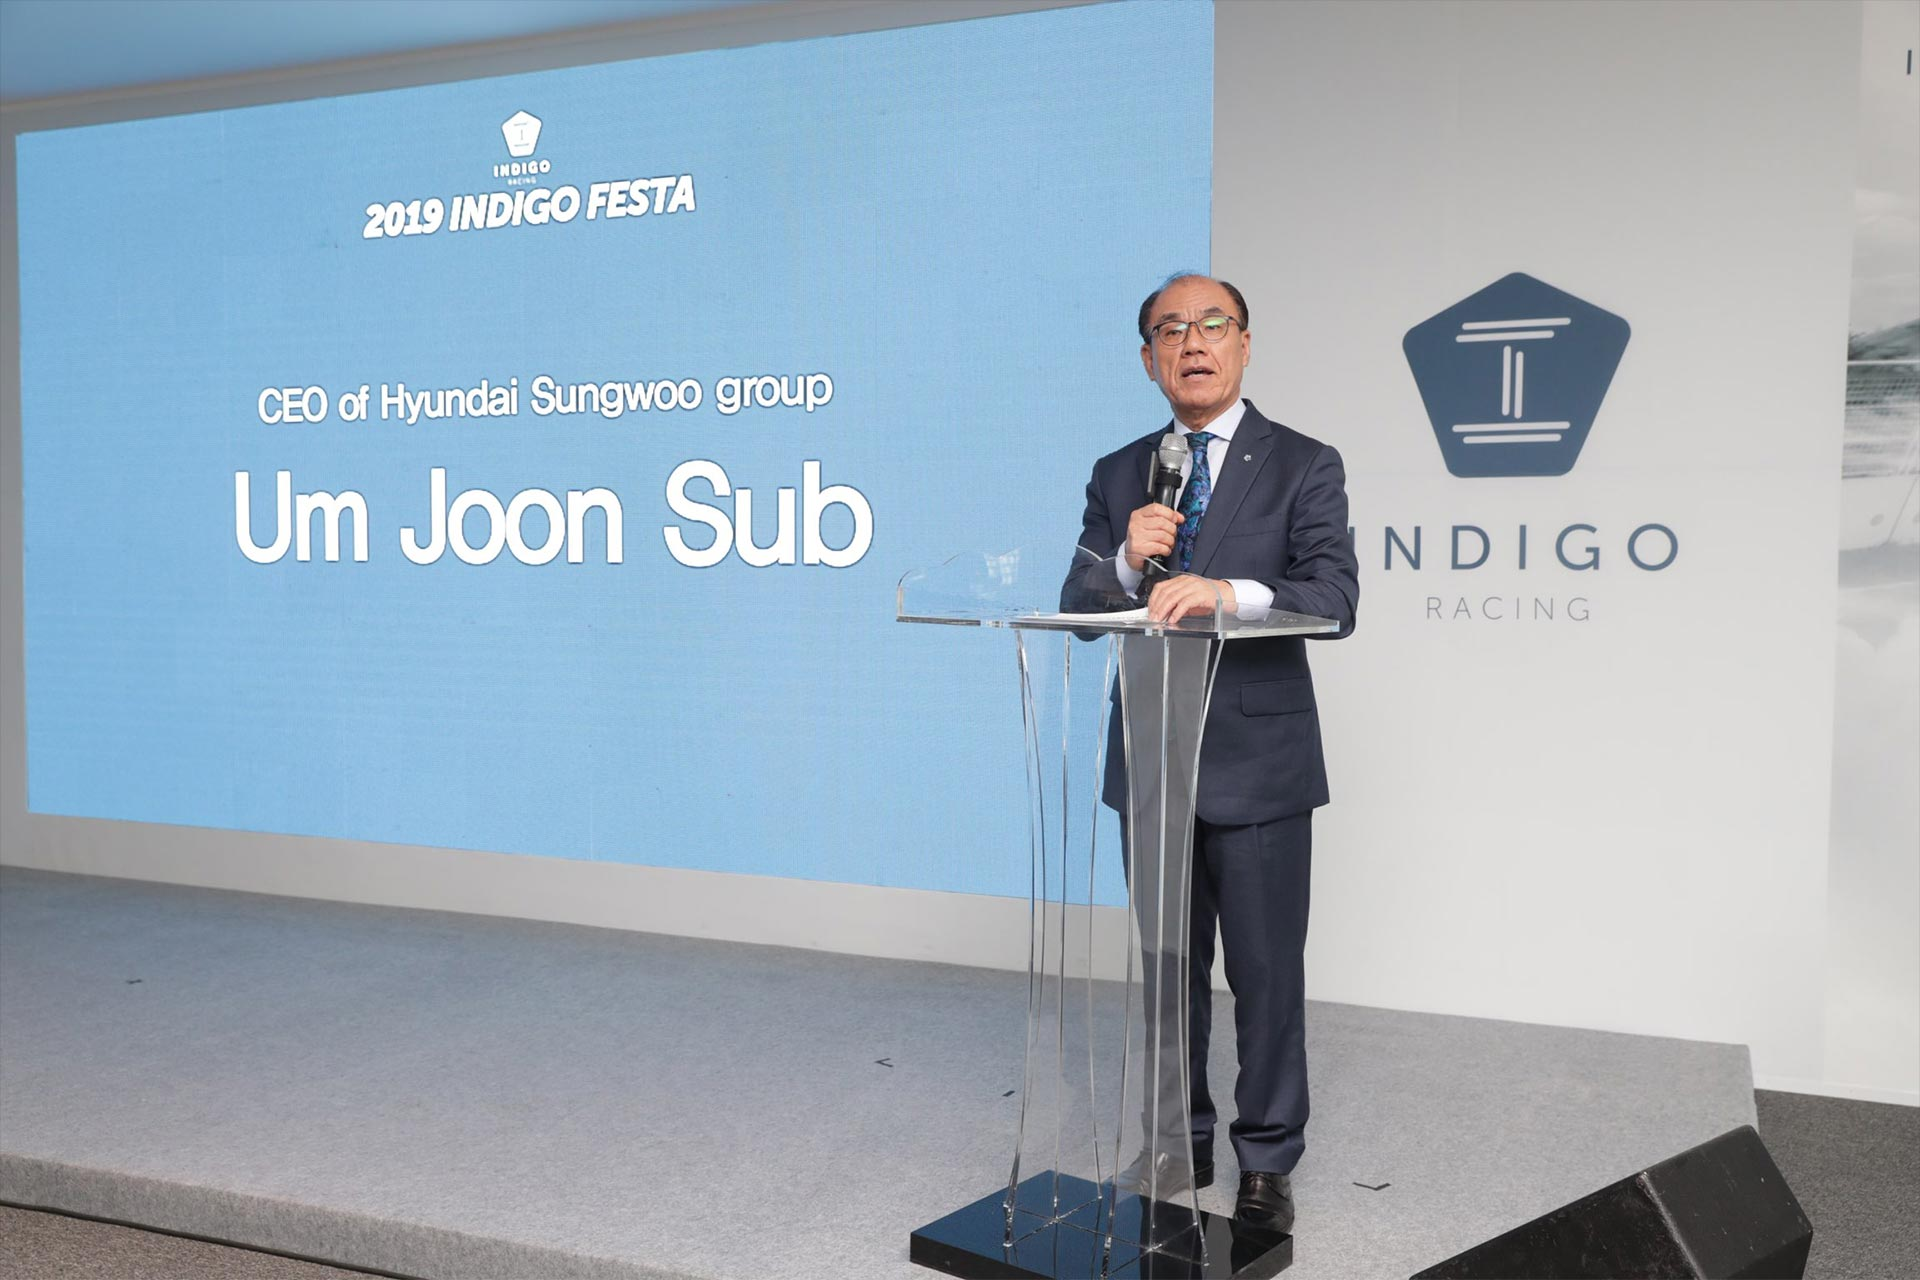 INDIGO
RACING
2019 INDIGO FESTA
CEO of Hyundai Sungwoo group
Um Joon Sub
INDIGO
RACING